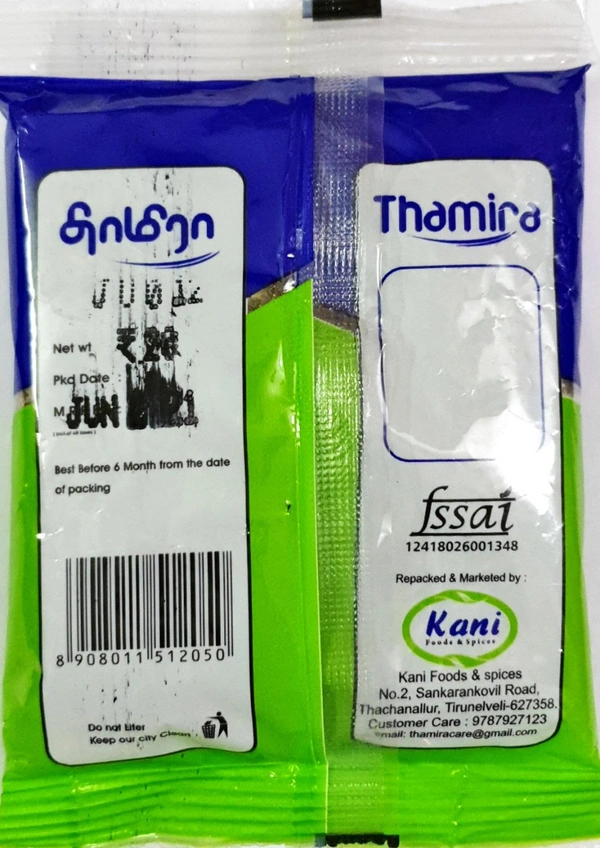 தாமிரா
Net wt
Pkd Date
JUN
Best Before 6 Month from the date
of packing
8 908011 512050
Do not Liter
Keep our city Clean
Thamira
fssai
12418026001348
Repacked & Marketed by :
Kani
Foods & Spices
Kani Foods & spices
No.2, Sankarankovil Road,
Thachanallur, Tirunelveli-627358.
Customer Care : 9787927123
email: thamiracare@gmail.com